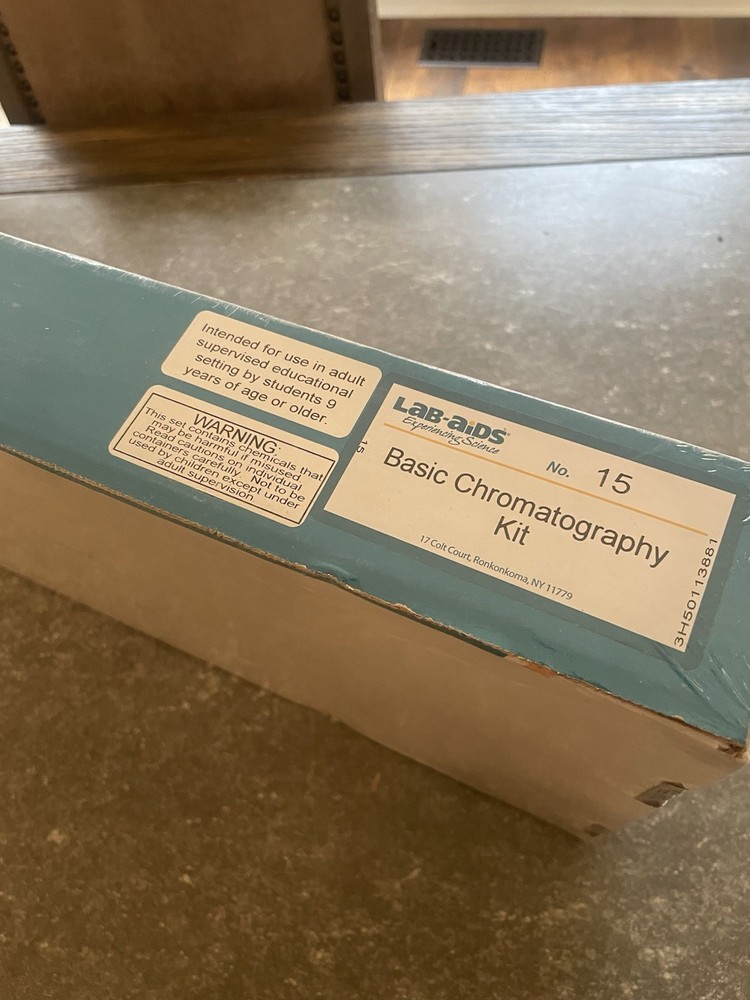 Intended for use in adult
supervised educational
setting by students 9
years of age or older.
WARNING:
This set contains chemicals that
may be harmful if misused
Read cautions on individual
containers carefully. Not to be
used by children except under
adult supervision
LAB-AIDS
Experiencing Science
No. 15
Basic Chromatography
Kit
17 Colt Court, Ronkonkoma, NY 11779
15
3H50113881